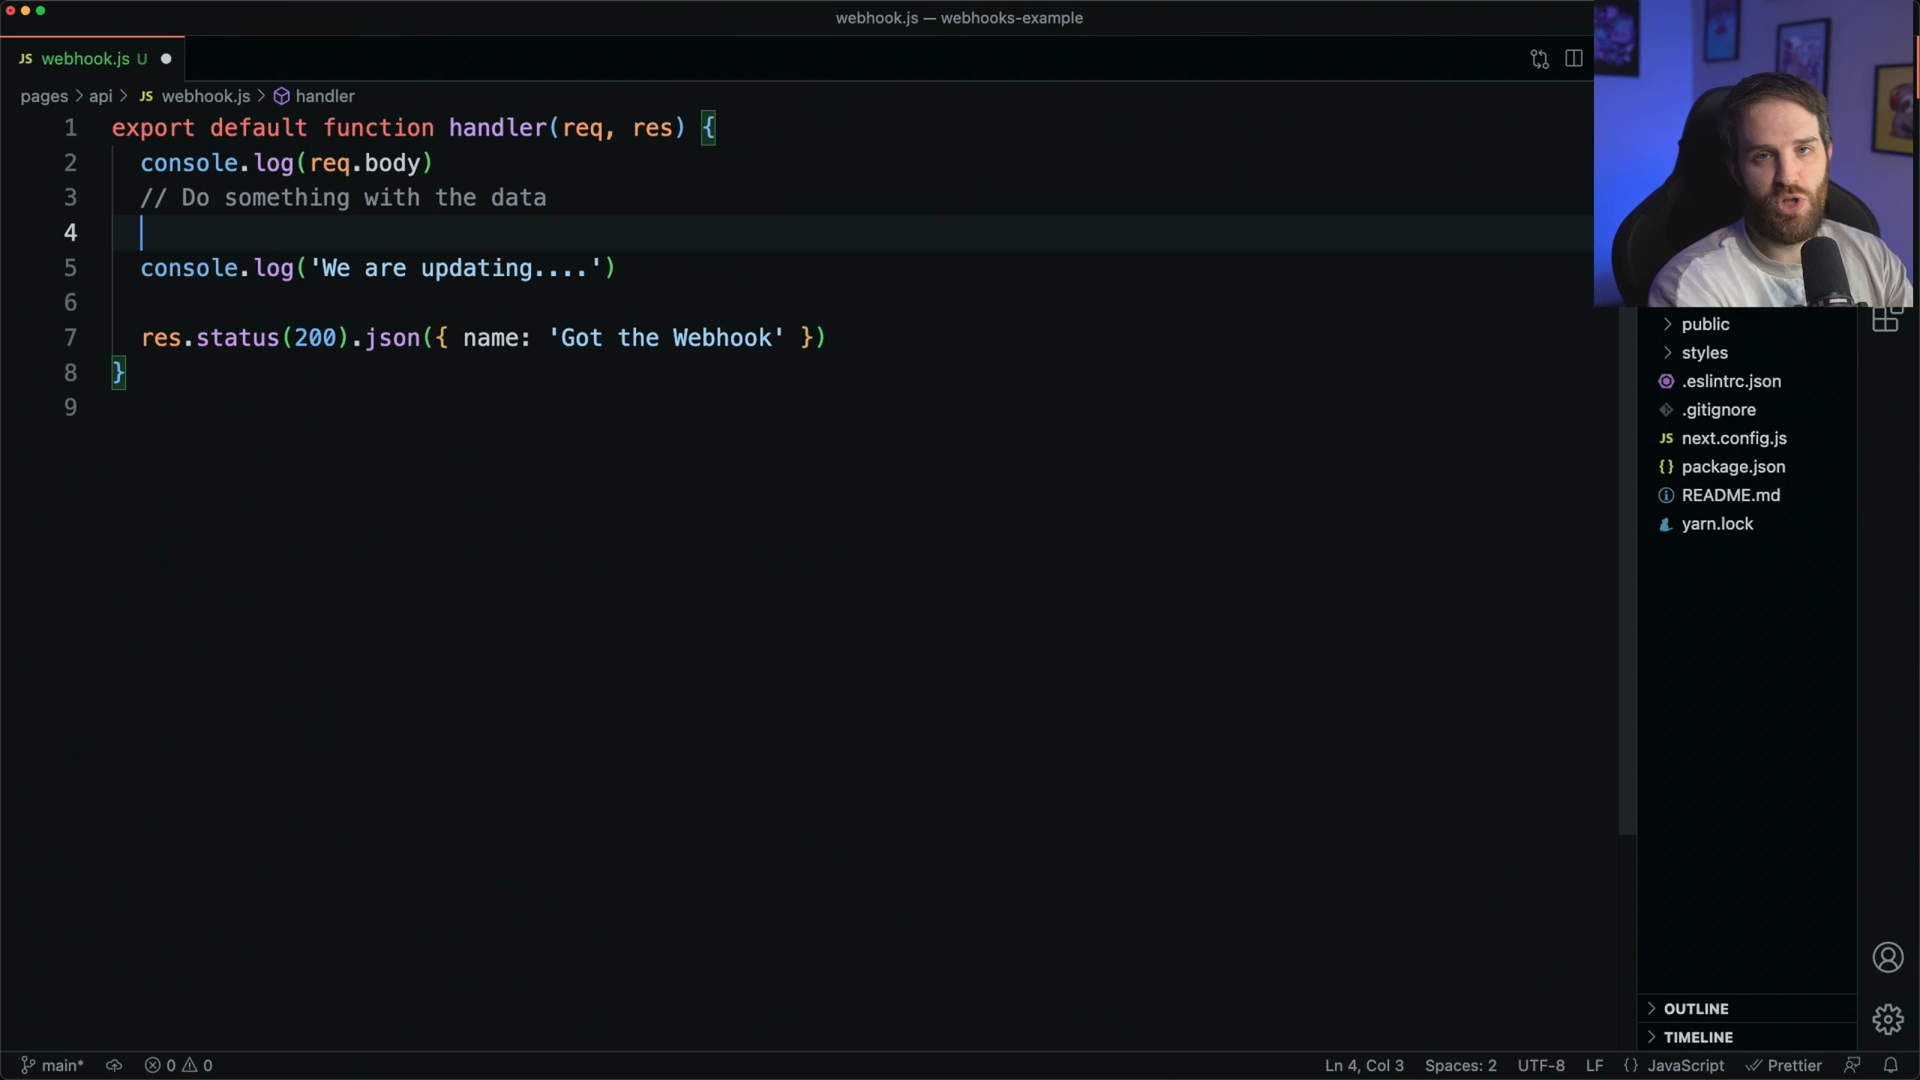 webhook.js — webhooks-example
JS webhook.js U
pages > api > JS webhook.js > handler
1 export default function handler(req, res) {
2 console.log(req.body)
3 // Do something with the data
4
5 console.log('We are updating....')
6
7 res.status(200).json({ name: 'Got the Webhook' })
8 }
9
public
styles
.eslintrc.json
.gitignore
JS next.config.js
{} package.json
README.md
yarn.lock
OUTLINE
TIMELINE
main* 0 0 Ln 4, Col 3 Spaces: 2 UTF-8 LF {} JavaScript Prettier